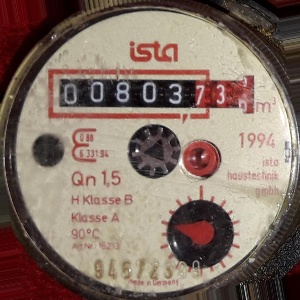 ista
0080373
m³
1994
ista
haustechnik
gmbh
Qn 1,5
H Klasse B
Klasse A
90°C
made in Germany